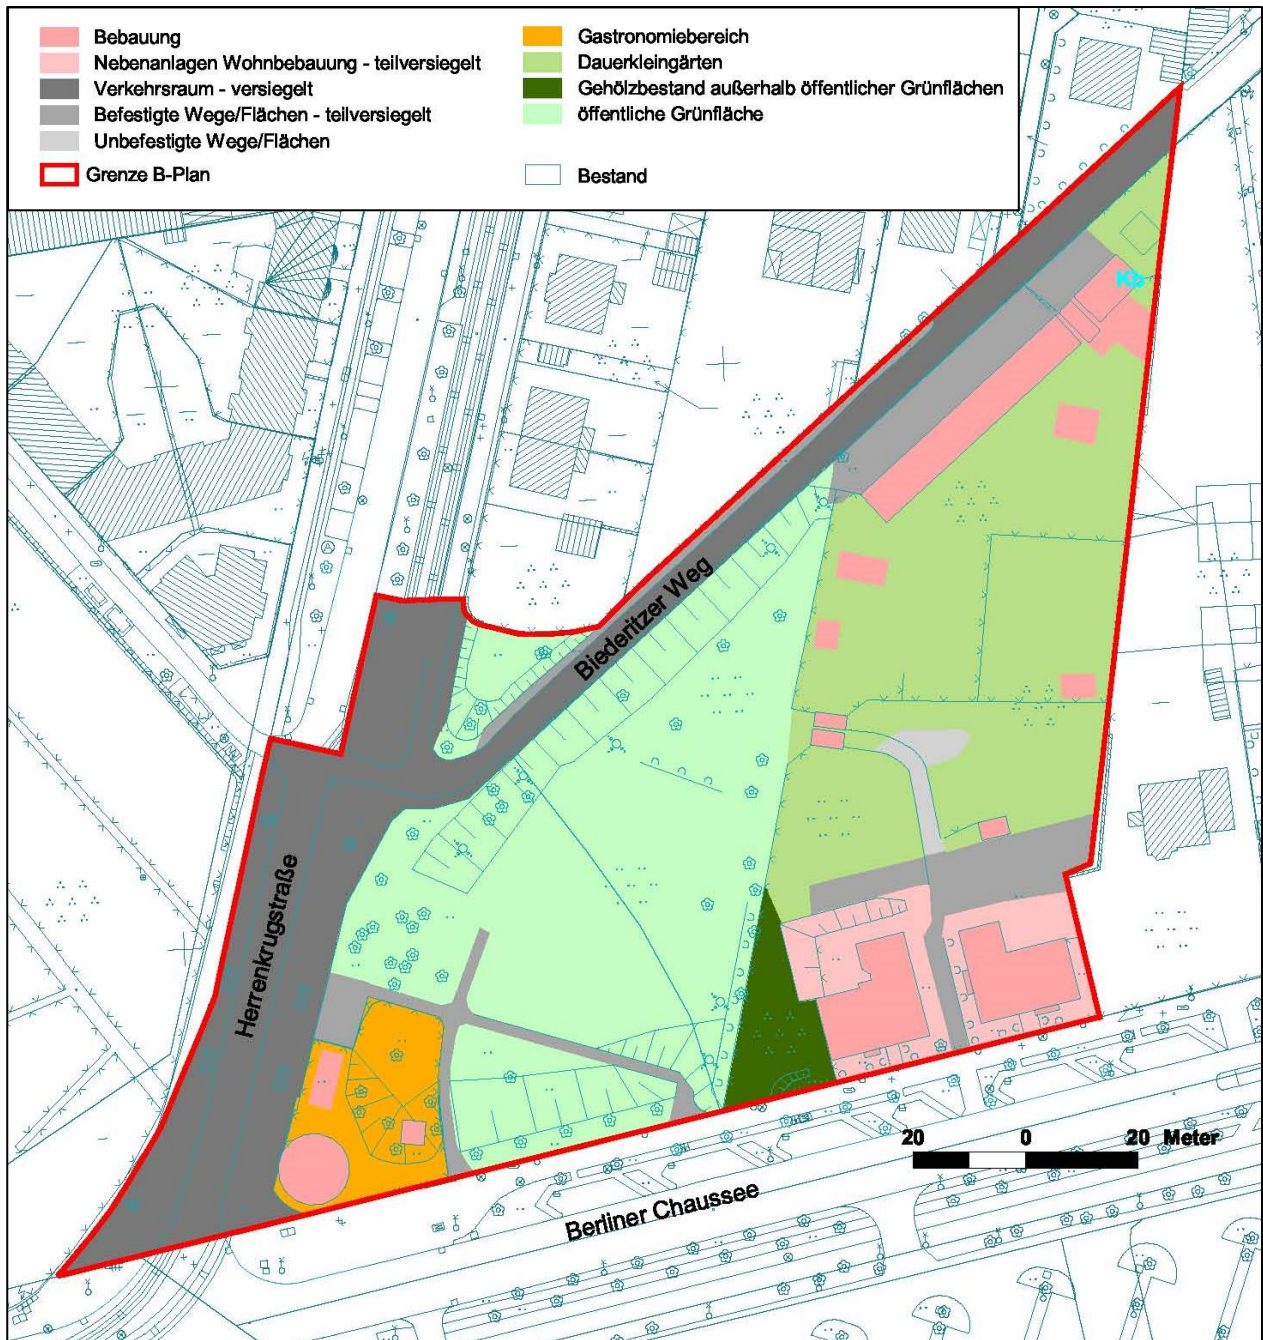 Bebauung
Nebenanlagen Wohnbebauung - teilversiegelt
Verkehrsraum - versiegelt
Befestigte Wege/Flächen - teilversiegelt
Unbefestigte Wege/Flächen
Grenze B-Plan
Gastronomiebereich
Dauerkleingärten
Gehölzbestand außerhalb öffentlicher Grünflächen
öffentliche Grünfläche
Bestand
Kb
Biederitzer Weg
Herrenkrugstraße
20 0 20 Meter
Berliner Chaussee